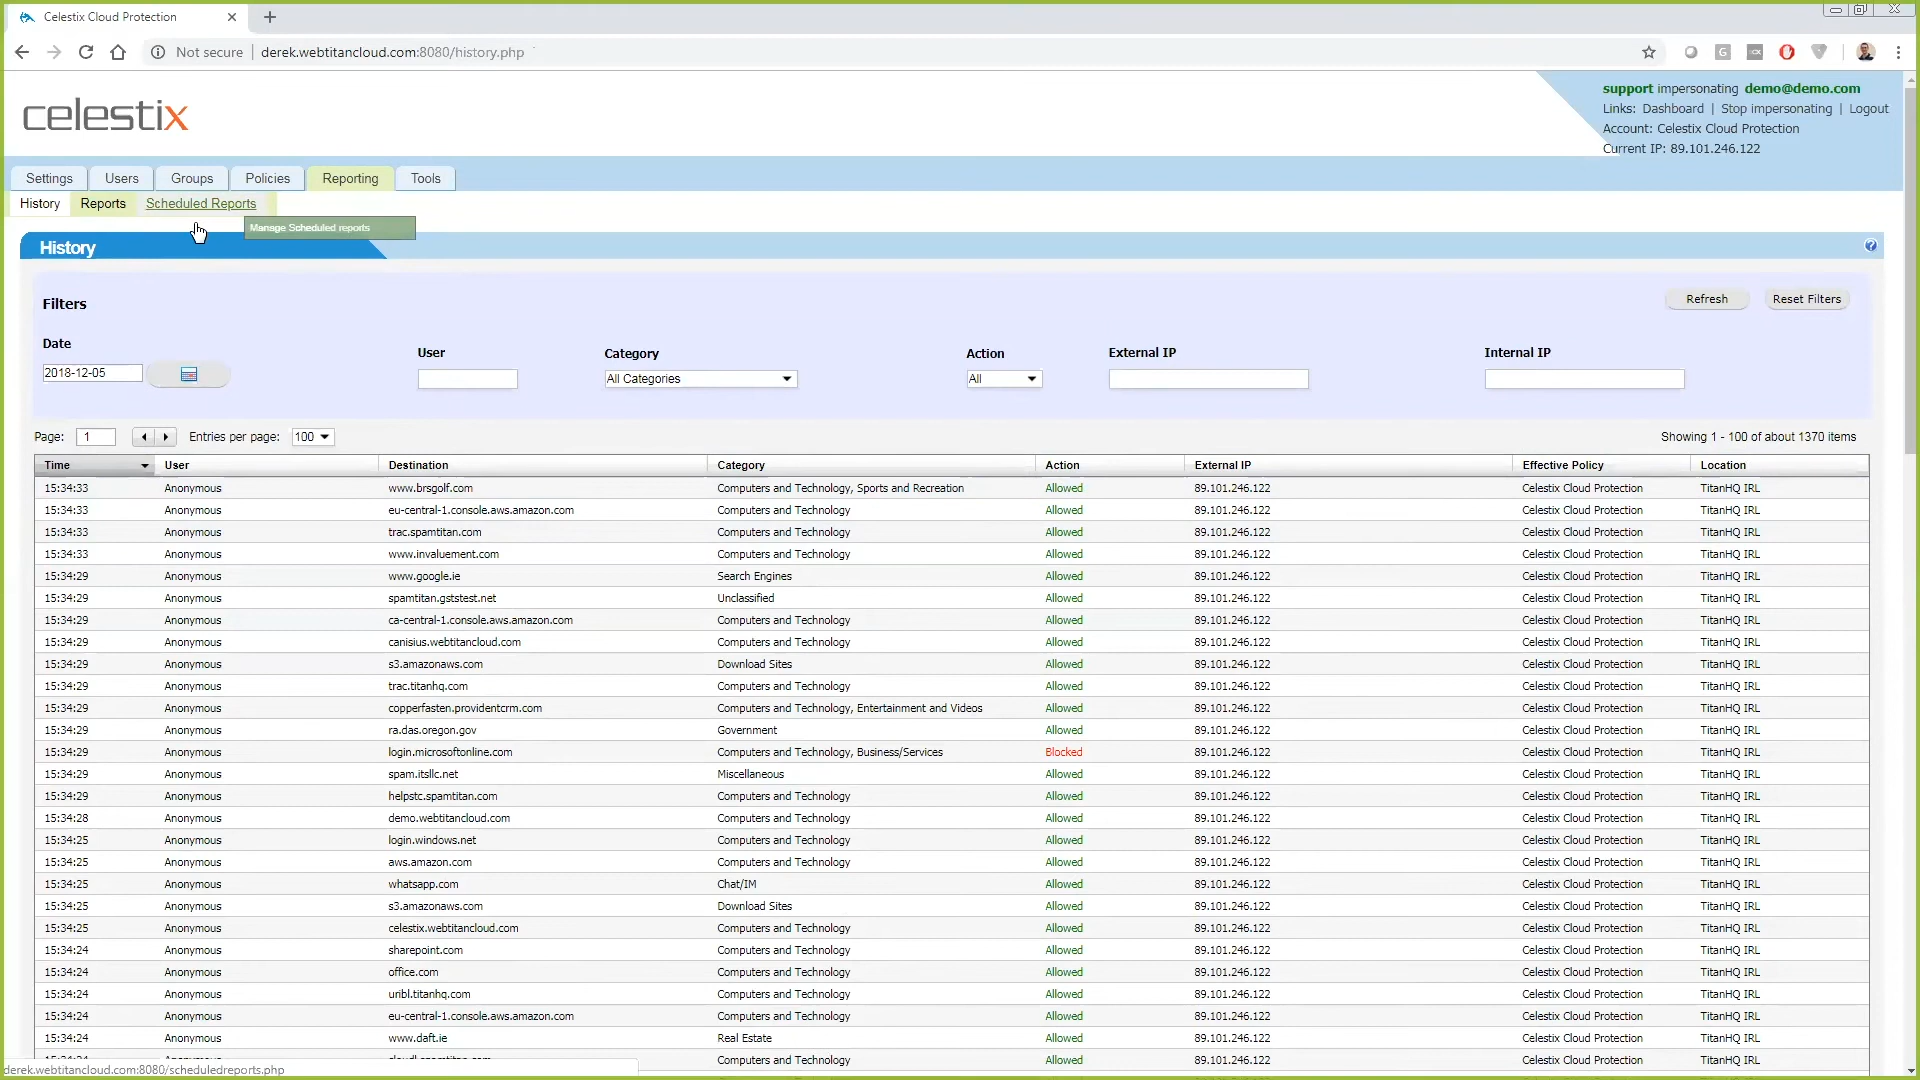 Celestix Cloud Protection
Not secure
derek.webtitancloud.com:8080/history.php
celestix
support impersonating demo@demo.com
Links: Dashboard | Stop impersonating | Logout
Account: Celestix Cloud Protection
Current IP: 89.101.246.122
Settings Users Groups Policies Reporting Tools
History Reports Scheduled Reports
Manage Scheduled reports
History
Filters
Refresh Reset Filters
Date User Category Action External IP Internal IP
2018-12-05 All Categories All
Page: 1 Entries per page: 100 Showing 1 - 100 of about 1370 items
Time User Destination Category Action External IP Effective Policy Location
15:34:33 Anonymous www.brsgolf.com Computers and Technology, Sports and Recreation Allowed 89.101.246.122 Celestix Cloud Protection TitanHQ IRL
15:34:33 Anonymous eu-central-1.console.aws.amazon.com Computers and Technology Allowed 89.101.246.122 Celestix Cloud Protection TitanHQ IRL
15:34:33 Anonymous trac.spamtitan.com Computers and Technology Allowed 89.101.246.122 Celestix Cloud Protection TitanHQ IRL
15:34:33 Anonymous www.invaluement.com Computers and Technology Allowed 89.101.246.122 Celestix Cloud Protection TitanHQ IRL
15:34:29 Anonymous www.google.ie Search Engines Allowed 89.101.246.122 Celestix Cloud Protection TitanHQ IRL
15:34:29 Anonymous spamtitan.gststest.net Unclassified Allowed 89.101.246.122 Celestix Cloud Protection TitanHQ IRL
15:34:29 Anonymous ca-central-1.console.aws.amazon.com Computers and Technology Allowed 89.101.246.122 Celestix Cloud Protection TitanHQ IRL
15:34:29 Anonymous canisius.webtitancloud.com Computers and Technology Allowed 89.101.246.122 Celestix Cloud Protection TitanHQ IRL
15:34:29 Anonymous s3.amazonaws.com Download Sites Allowed 89.101.246.122 Celestix Cloud Protection TitanHQ IRL
15:34:29 Anonymous trac.titanhq.com Computers and Technology Allowed 89.101.246.122 Celestix Cloud Protection TitanHQ IRL
15:34:29 Anonymous copperfasten.providentcrm.com Computers and Technology, Entertainment and Videos Allowed 89.101.246.122 Celestix Cloud Protection TitanHQ IRL
15:34:29 Anonymous ra.das.oregon.gov Government Allowed 89.101.246.122 Celestix Cloud Protection TitanHQ IRL
15:34:29 Anonymous login.microsoftonline.com Computers and Technology, Business/Services Blocked 89.101.246.122 Celestix Cloud Protection TitanHQ IRL
15:34:29 Anonymous spam.itsllc.net Miscellaneous Allowed 89.101.246.122 Celestix Cloud Protection TitanHQ IRL
15:34:29 Anonymous helpstc.spamtitan.com Computers and Technology Allowed 89.101.246.122 Celestix Cloud Protection TitanHQ IRL
15:34:28 Anonymous demo.webtitancloud.com Computers and Technology Allowed 89.101.246.122 Celestix Cloud Protection TitanHQ IRL
15:34:25 Anonymous login.windows.net Computers and Technology Allowed 89.101.246.122 Celestix Cloud Protection TitanHQ IRL
15:34:25 Anonymous aws.amazon.com Computers and Technology Allowed 89.101.246.122 Celestix Cloud Protection TitanHQ IRL
15:34:25 Anonymous whatsapp.com Chat/IM Allowed 89.101.246.122 Celestix Cloud Protection TitanHQ IRL
15:34:25 Anonymous s3.amazonaws.com Download Sites Allowed 89.101.246.122 Celestix Cloud Protection TitanHQ IRL
15:34:25 Anonymous celestix.webtitancloud.com Computers and Technology Allowed 89.101.246.122 Celestix Cloud Protection TitanHQ IRL
15:34:24 Anonymous sharepoint.com Computers and Technology Allowed 89.101.246.122 Celestix Cloud Protection TitanHQ IRL
15:34:24 Anonymous office.com Computers and Technology Allowed 89.101.246.122 Celestix Cloud Protection TitanHQ IRL
15:34:24 Anonymous uribl.titanhq.com Computers and Technology Allowed 89.101.246.122 Celestix Cloud Protection TitanHQ IRL
15:34:24 Anonymous eu-central-1.console.aws.amazon.com Computers and Technology Allowed 89.101.246.122 Celestix Cloud Protection TitanHQ IRL
15:34:24 Anonymous www.daft.ie Real Estate Allowed 89.101.246.122 Celestix Cloud Protection TitanHQ IRL
Computers and Technology Allowed 89.101.246.122 Celestix Cloud Protection TitanHQ IRL
derek.webtitancloud.com:8080/scheduledreports.php